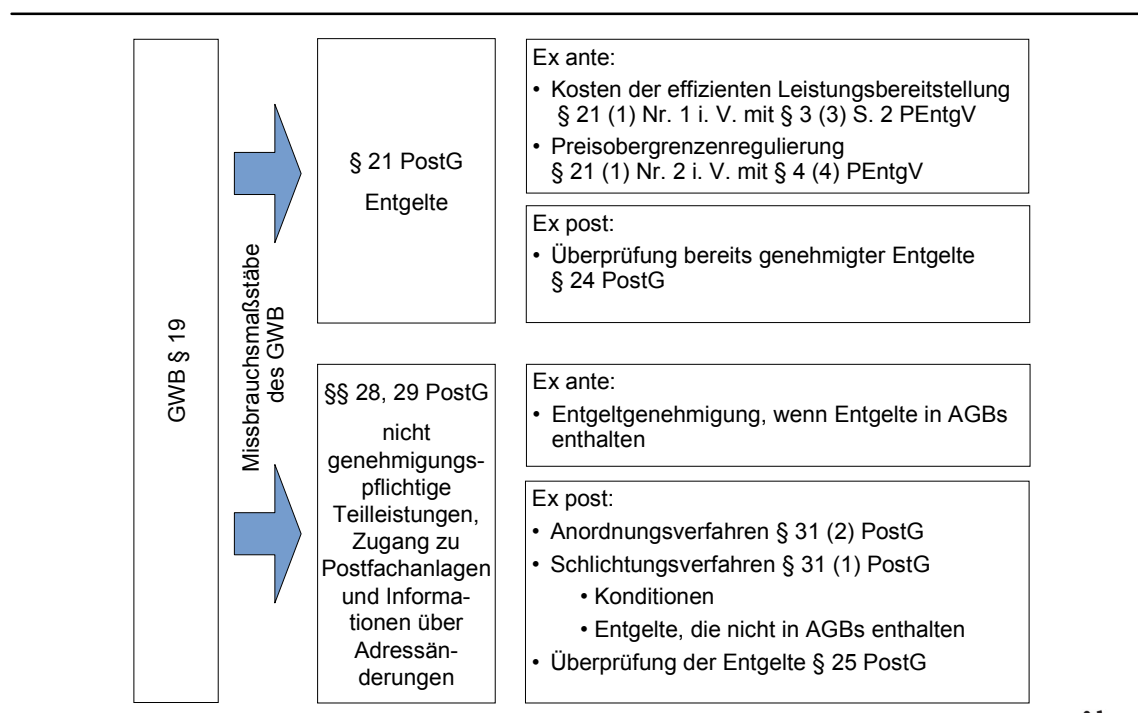 GWB § 19
Missbrauchsmaßstäbe
des GWB
§ 21 PostG
Entgelte
Ex ante:
• Kosten der effizienten Leistungsbereitstellung
§ 21 (1) Nr. 1 i. V. mit § 3 (3) S. 2 PEntgV
• Preisobergrenzenregulierung
§ 21 (1) Nr. 2 i. V. mit § 4 (4) PEntgV
Ex post:
• Überprüfung bereits genehmigter Entgelte
§ 24 PostG
§§ 28, 29 PostG
nicht
genehmigungs-
pflichtige
Teilleistungen,
Zugang zu
Postfachanlagen
und Informa-
tionen über
Adressän-
derungen
Ex ante:
• Entgeltgenehmigung, wenn Entgelte in AGBs
enthalten
Ex post:
• Anordnungsverfahren § 31 (2) PostG
• Schlichtungsverfahren § 31 (1) PostG
• Konditionen
• Entgelte, die nicht in AGBs enthalten
• Überprüfung der Entgelte § 25 PostG